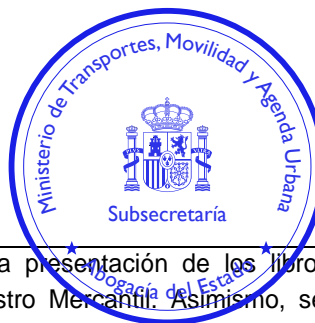 Ministerio de Transportes, Movilidad y Agenda Urbana
Subsecretaría
Abogacía del Estado
a presentación de los libro
stro Mercantil. Asimismo, se